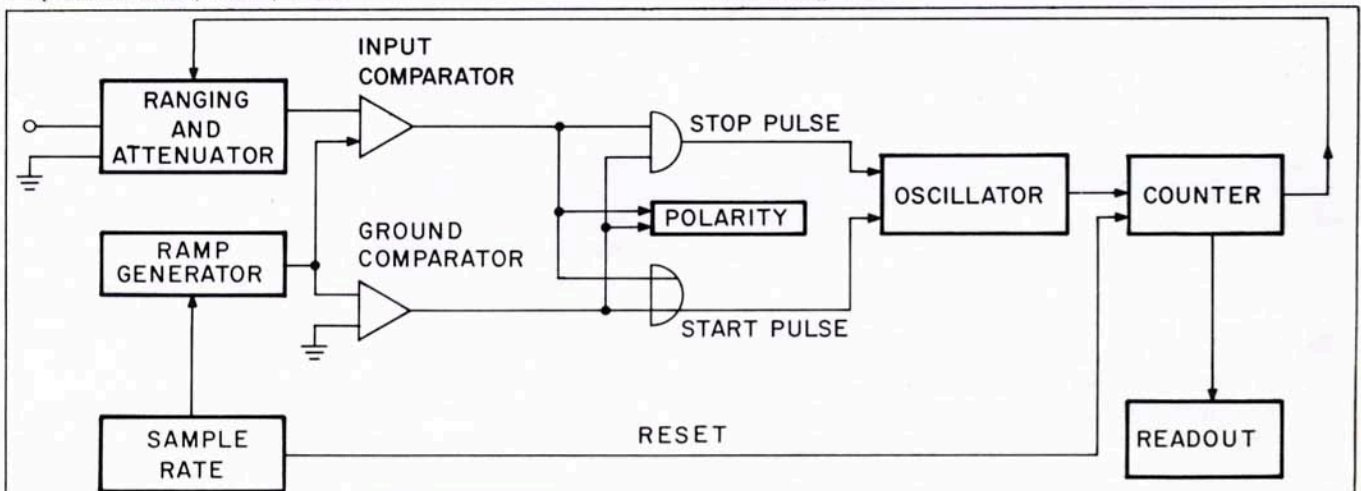 INPUT
COMPARATOR
RANGING
AND
ATTENUATOR
STOP PULSE
OSCILLATOR
COUNTER
POLARITY
GROUND
COMPARATOR
RAMP
GENERATOR
START PULSE
SAMPLE
RATE
RESET
READOUT